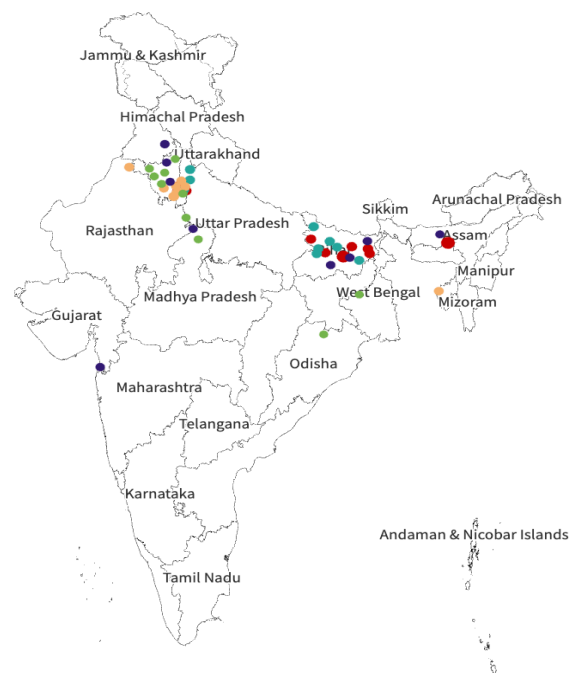 Jammu & Kashmir
Himachal Pradesh
Uttarakhand
Arunachal Pradesh
Sikkim
Uttar Pradesh
Rajasthan
Assam
Manipur
West Bengal
Madhya Pradesh
Mizoram
Gujarat
Odisha
Maharashtra
Telangana
Karnataka
Andaman & Nicobar Islands
Tamil Nadu